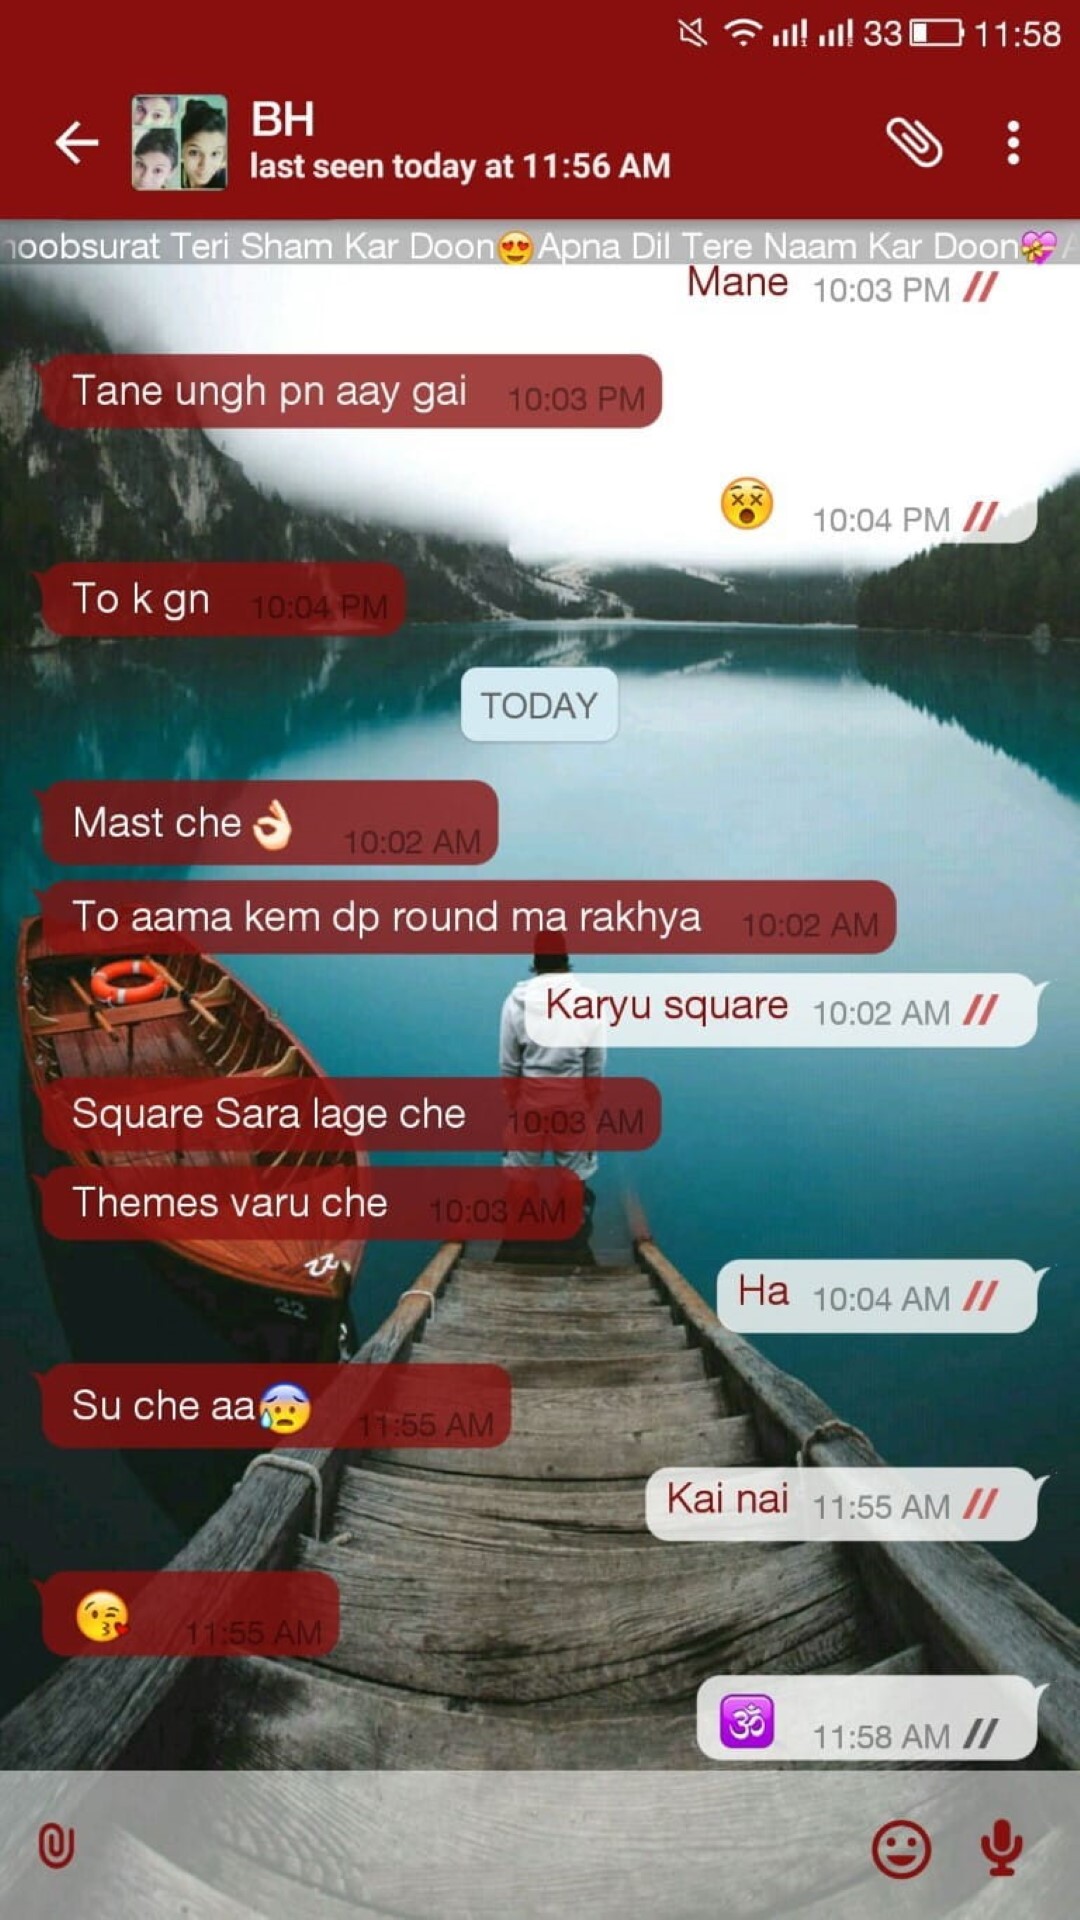 33 11:58
BH
last seen today at 11:56 AM
Teri Sham Kar Doon😍Apna Dil Tere Naam Kar Doon💝
Mane 10:03 PM //
Tane ungh pn aay gai 10:03 PM
😵 10:04 PM //
To k gn 10:04 PM
TODAY
Mast che👌🏻 10:02 AM
To aama kem dp round ma rakhya 10:02 AM
Karyu square 10:02 AM //
Square Sara lage che 10:03 AM
Themes varu che 10:03 AM
22
Ha 10:04 AM //
Su che aa😰 11:55 AM
Kai nai 11:55 AM //
😘 11:55 AM
🕉 11:58 AM //